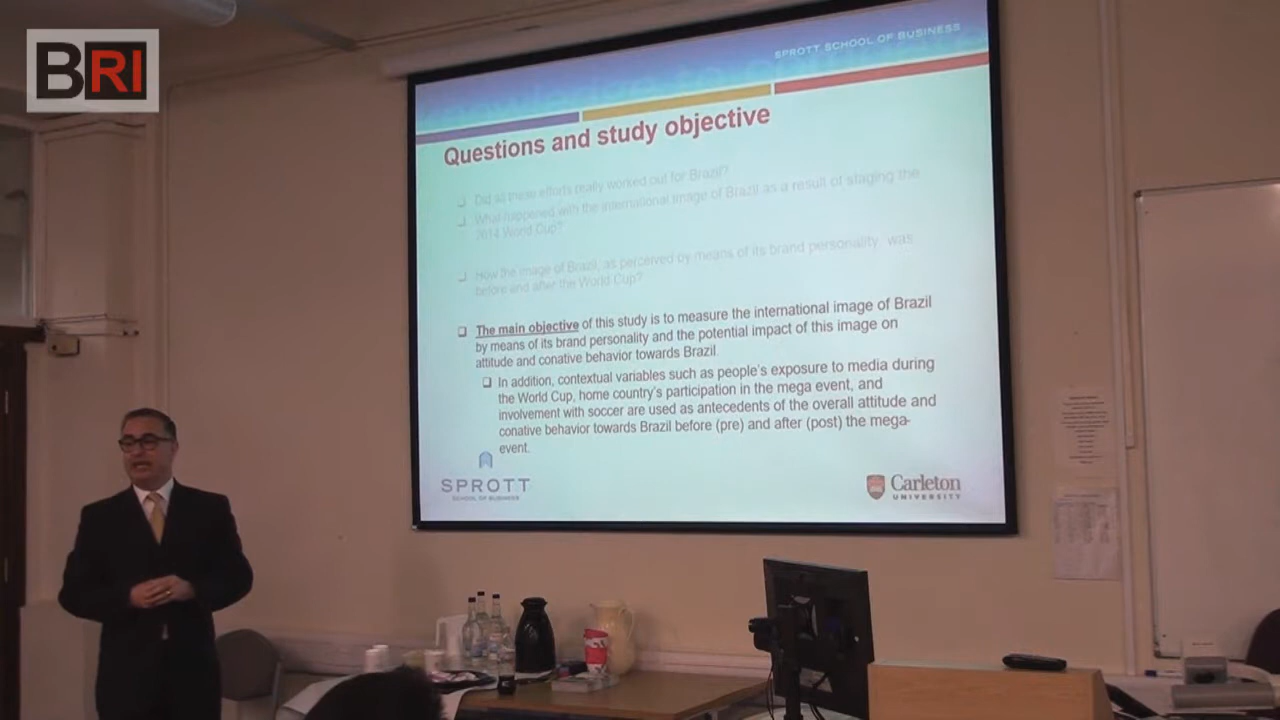 BRI
SPROTT SCHOOL OF BUSINESS
Questions and study objective
Did all these efforts really worked out for Brazil?
What happened with the international image of Brazil as a result of staging the
2014 World Cup?
How the image of Brazil, as perceived by means of its brand personality was
before and after the World Cup?
The main objective of this study is to measure the international image of Brazil
by means of its brand personality and the potential impact of this image on
attitude and conative behavior towards Brazil
In addition, contextual variables such as people's exposure to media during
the World Cup, home country's participation in the mega event, and
involvement with soccer are used as antecedents of the overall attitude and
conative behavior towards Brazil before (pre) and after (post) the mega-
event.
SPROTT
SCHOOL OF BUSINESS
Carleton
UNIVERSITY